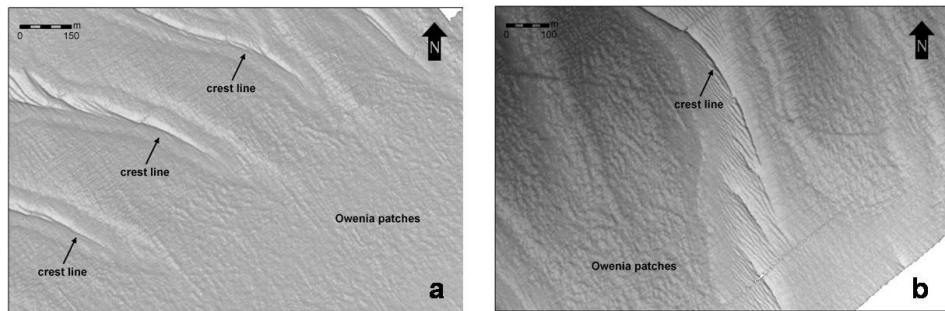 m
0 150
N
crest line
crest line
Owenia patches
crest line
a
m
0 100
N
crest line
Owenia patches
b